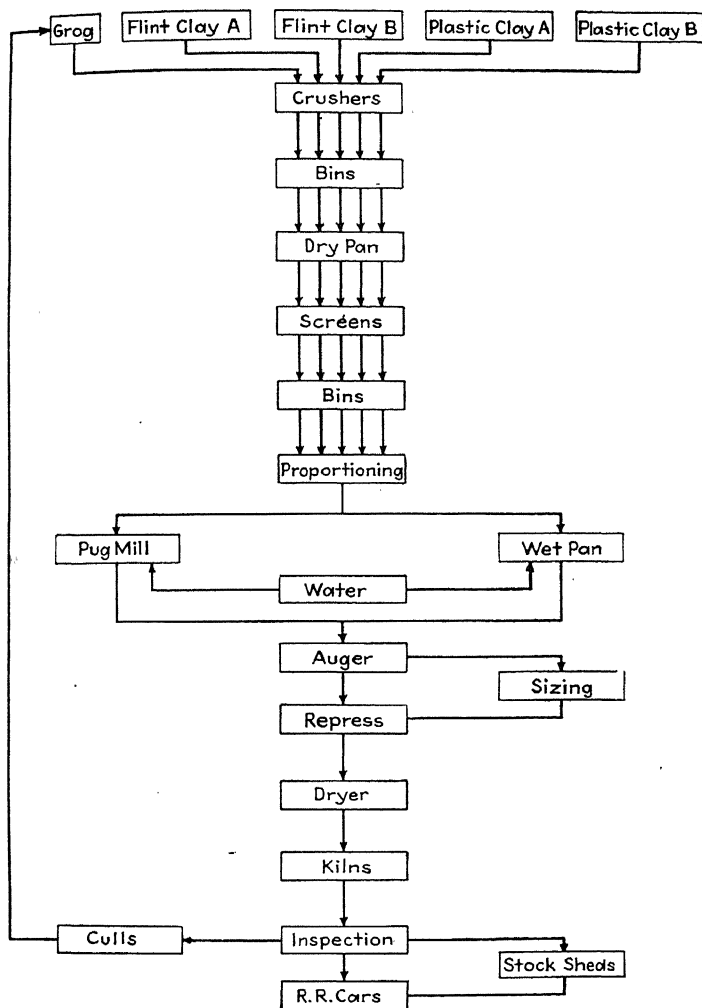 Grog
Flint Clay A
Flint Clay B
Plastic Clay A
Plastic Clay B
Crushers
Bins
Dry Pan
Screens
Bins
Proportioning
Pug Mill
Wet Pan
Water
Auger
Sizing
Repress
Dryer
Kilns
Culls
Inspection
Stock Sheds
R.R.Cars